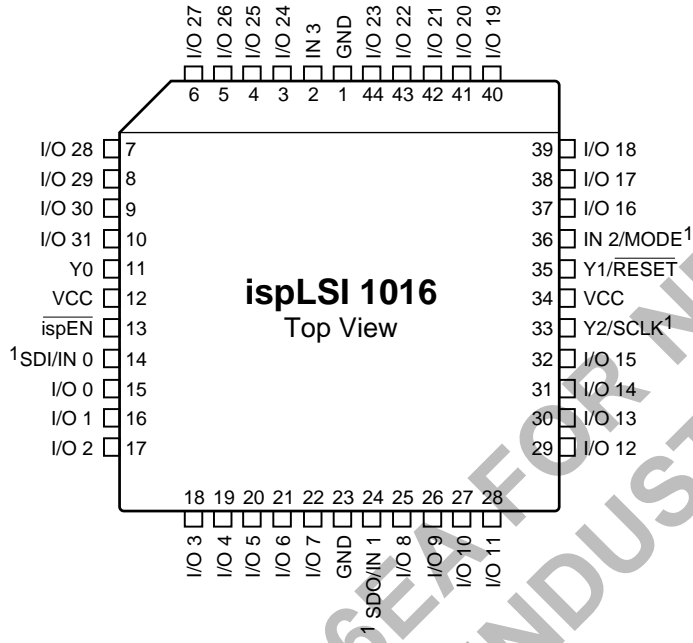 I/O 27
I/O 26
I/O 25
I/O 24
IN 3
GND
I/O 23
I/O 22
I/O 21
I/O 20
I/O 19
6 5 4 3 2 1 44 43 42 41 40
I/O 28 7
I/O 29 8
I/O 30 9
I/O 31 10
Y0 11
VCC 12
ispEN 13
1SDI/IN 0 14
I/O 0 15
I/O 1 16
I/O 2 17
ispLSI 1016
Top View
39 I/O 18
38 I/O 17
37 I/O 16
36 IN 2/MODE1
35 Y1/RESET
34 VCC
33 Y2/SCLK1
32 I/O 15
31 I/O 14
30 I/O 13
29 I/O 12
18 19 20 21 22 23 24 25 26 27 28
I/O 3
I/O 4
I/O 5
I/O 6
I/O 7
GND
1 SDO/IN 1
I/O 8
I/O 9
I/O 10
I/O 11
6EA FOR N
INDUST